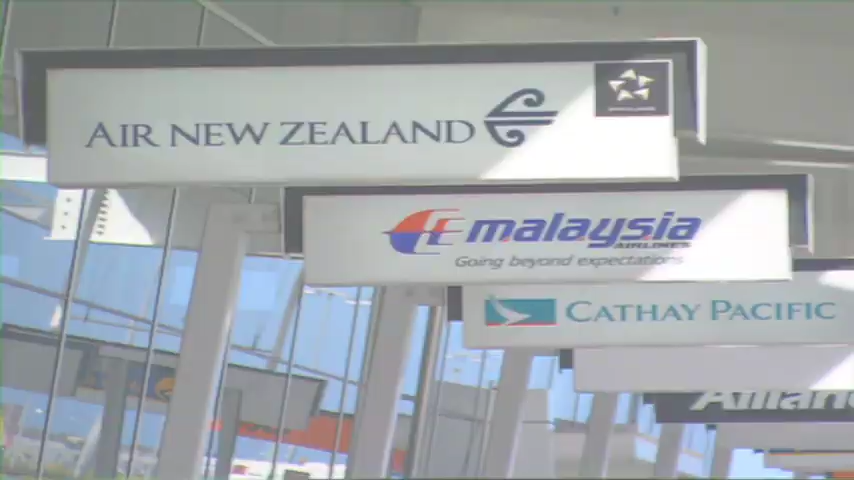 AIR NEW ZEALAND
malaysia
AIRLINES
Going beyond expectations
CATHAY PACIFIC